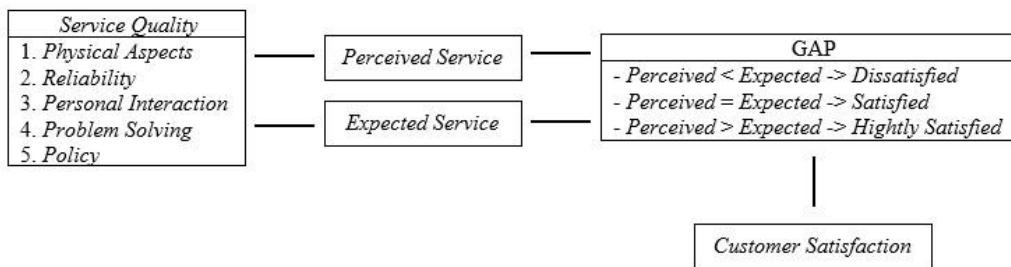 Service Quality
1. Physical Aspects
2. Reliability
3. Personal Interaction
4. Problem Solving
5. Policy
Perceived Service
Expected Service
GAP
- Perceived < Expected -> Dissatisfied
- Perceived = Expected -> Satisfied
- Perceived > Expected -> Hightly Satisfied
Customer Satisfaction